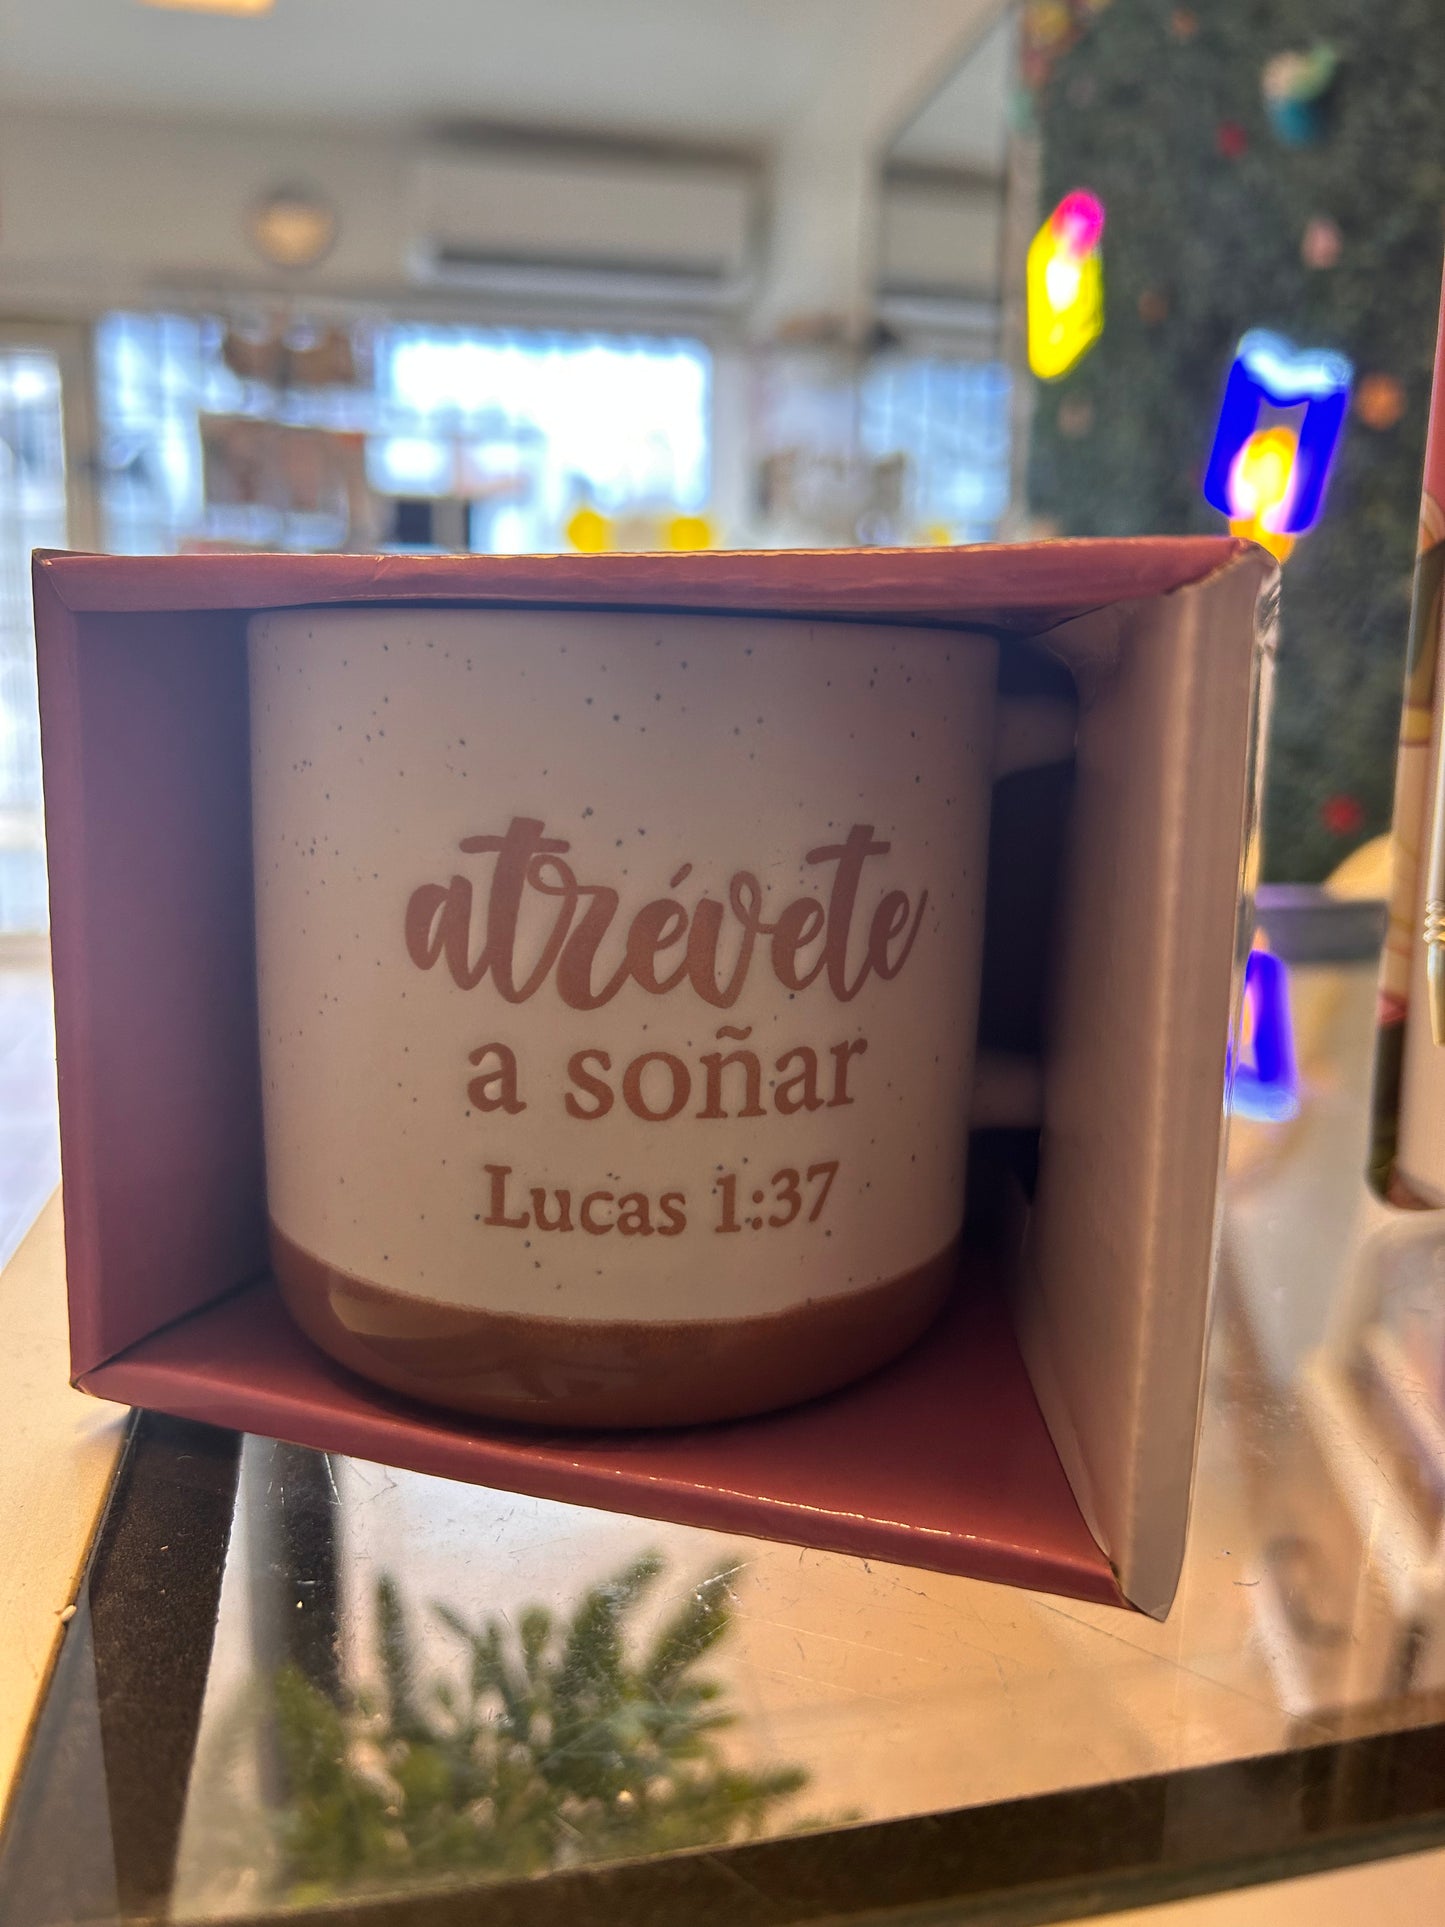 atrévete
a soñar
Lucas 1:37